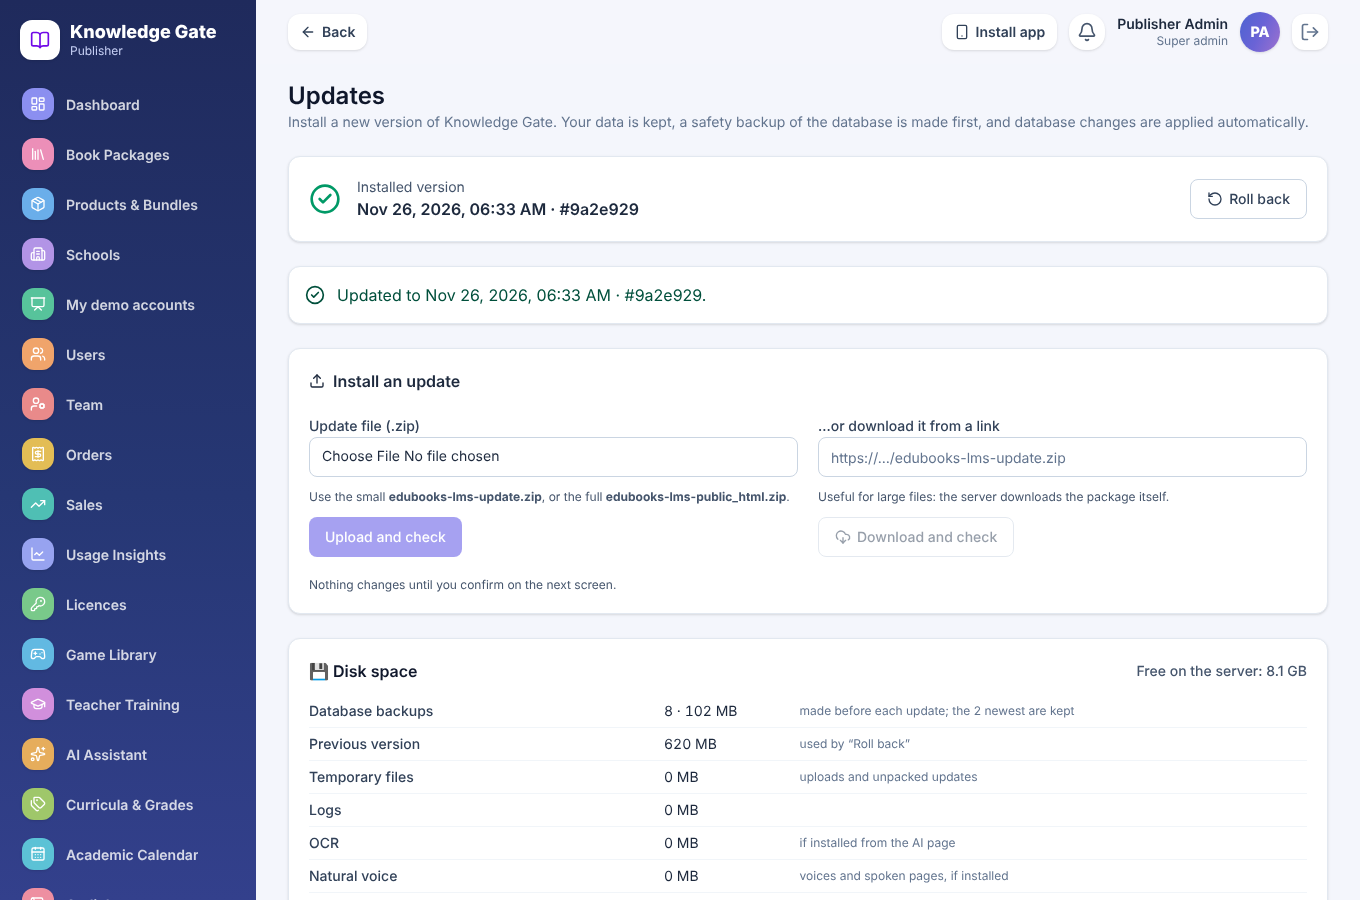 Knowledge Gate
Publisher
Dashboard
Book Packages
Products & Bundles
Schools
My demo accounts
Users
Team
Orders
Sales
Usage Insights
Licences
Game Library
Teacher Training
AI Assistant
Curricula & Grades
Academic Calendar
Back
Install app
Publisher Admin
Super admin
PA
Updates
Install a new version of Knowledge Gate. Your data is kept, a safety backup of the database is made first, and database changes are applied automatically.
Installed version
Nov 26, 2026, 06:33 AM · #9a2e929
Roll back
Updated to Nov 26, 2026, 06:33 AM · #9a2e929.
Install an update
Update file (.zip)
Choose File No file chosen
Use the small edubooks-lms-update.zip, or the full edubooks-lms-public_html.zip.
Upload and check
...or download it from a link
https://.../edubooks-lms-update.zip
Useful for large files: the server downloads the package itself.
Download and check
Nothing changes until you confirm on the next screen.
💾 Disk space
Free on the server: 8.1 GB
Database backups 8 · 102 MB made before each update; the 2 newest are kept
Previous version 620 MB used by “Roll back”
Temporary files 0 MB uploads and unpacked updates
Logs 0 MB
OCR 0 MB if installed from the AI page
Natural voice 0 MB voices and spoken pages, if installed